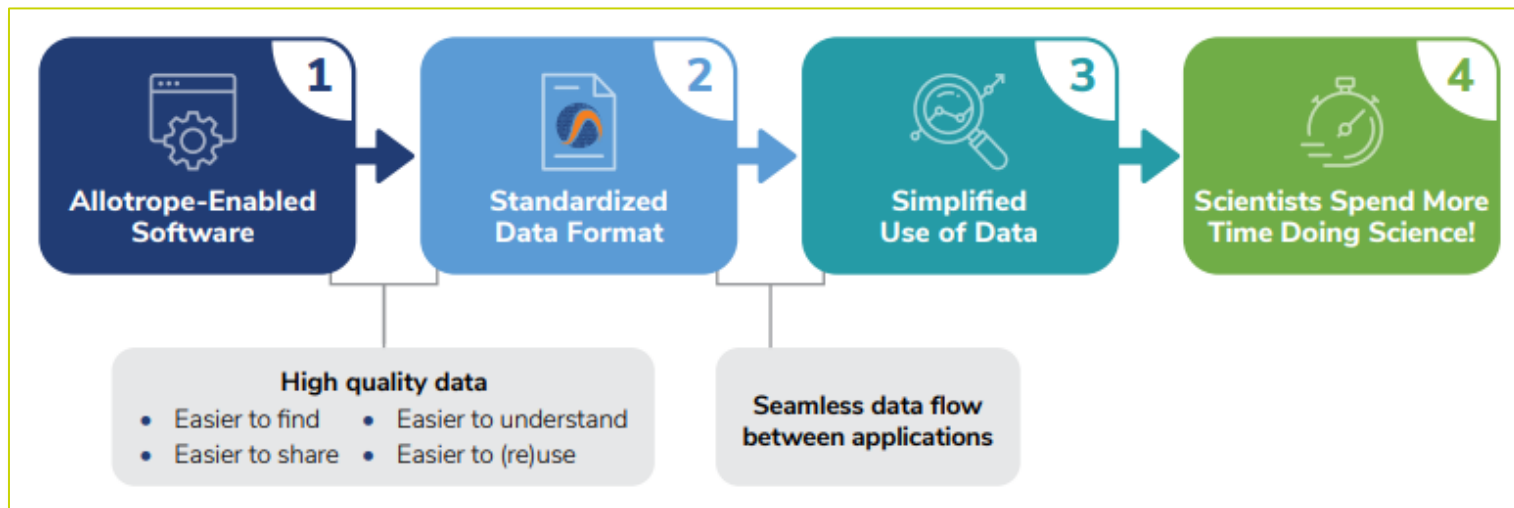 1
Allotrope-Enabled
Software
2
Standardized
Data Format
3
Simplified
Use of Data
4
Scientists Spend More
Time Doing Science!
High quality data
• Easier to find
• Easier to understand
• Easier to share
• Easier to (re)use
Seamless data flow
between applications